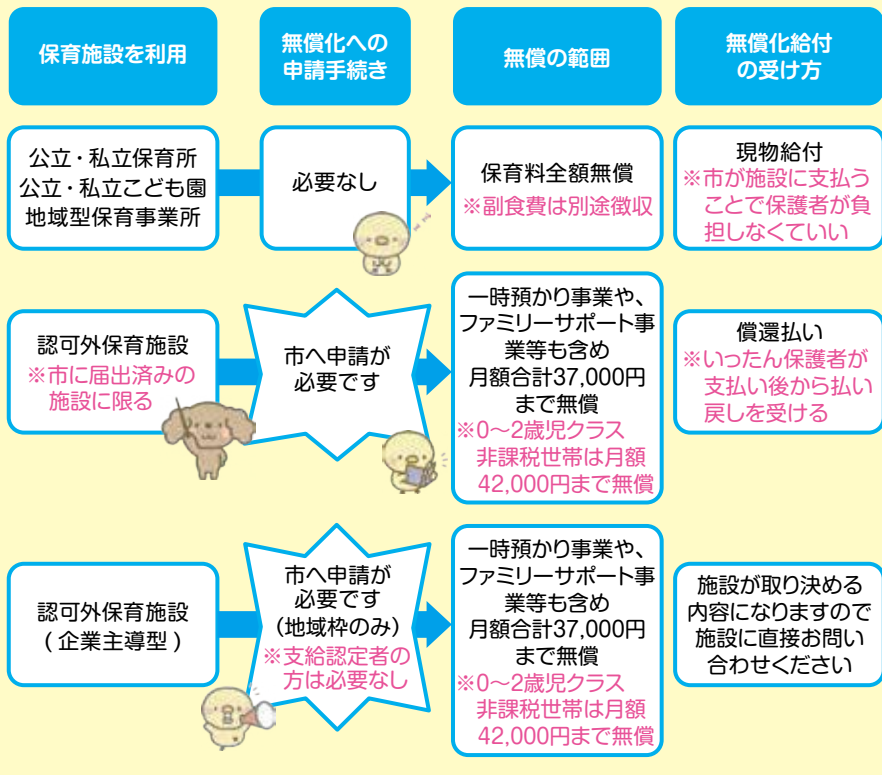 保育施設を利用
無償化への
申請手続き
無償の範囲
無償化給付
の受け方
公立・私立保育所
公立・私立こども園
地域型保育事業所
必要なし
保育料全額無償
※副食費は別途徴収
現物給付
※市が施設に支払う
ことで保護者が負
担しなくていい
認可外保育施設
※市に届出済みの
施設に限る
市へ申請が
必要です
一時預かり事業や、
ファミリーサポート事
業等も含め
月額合計37,000円
まで無償
※0〜2歳児クラス
非課税世帯は月額
42,000円まで無償
償還払い
※いったん保護者が
支払い後から払い
戻しを受ける
認可外保育施設
(企業主導型)
市へ申請が
必要です
(地域枠のみ)
※支給認定者の
方は必要なし
一時預かり事業や、
ファミリーサポート事
業等も含め
月額合計37,000円
まで無償
※0〜2歳児クラス
非課税世帯は月額
42,000円まで無償
施設が取り決める
内容になりますので
施設に直接お問い
合わせください